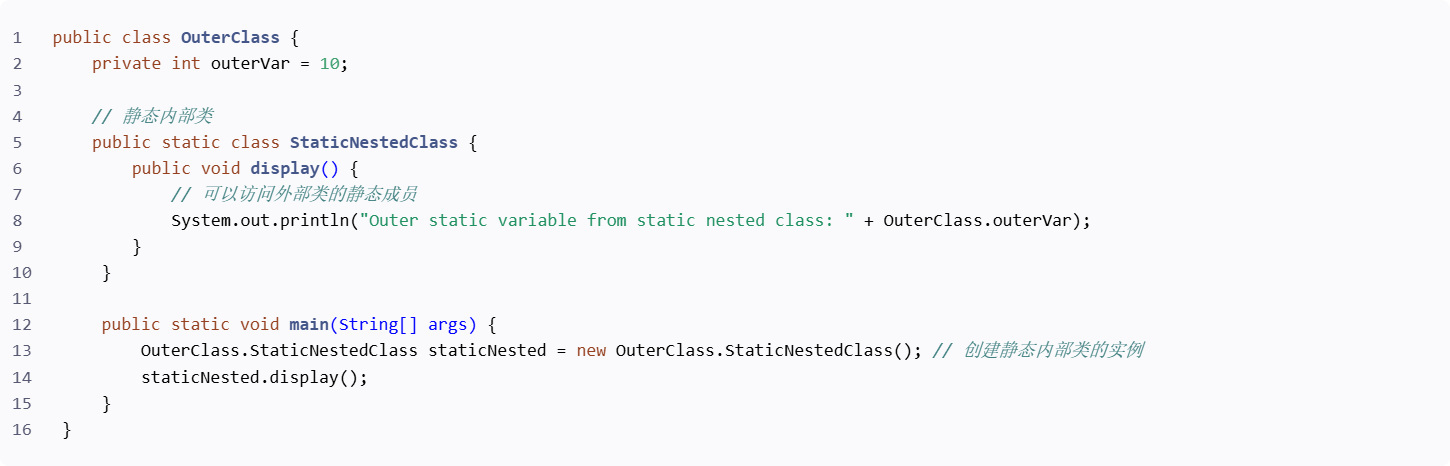 1 public class OuterClass {
2 private int outerVar = 10;
3
4 // 静态内部类
5 public static class StaticNestedClass {
6 public void display() {
7 // 可以访问外部类的静态成员
8 System.out.println("Outer static variable from static nested class: " + OuterClass.outerVar);
9 }
10 }
11
12 public static void main(String[] args) {
13 OuterClass.StaticNestedClass staticNested = new OuterClass.StaticNestedClass(); // 创建静态内部类的实例
14 staticNested.display();
15 }
16 }